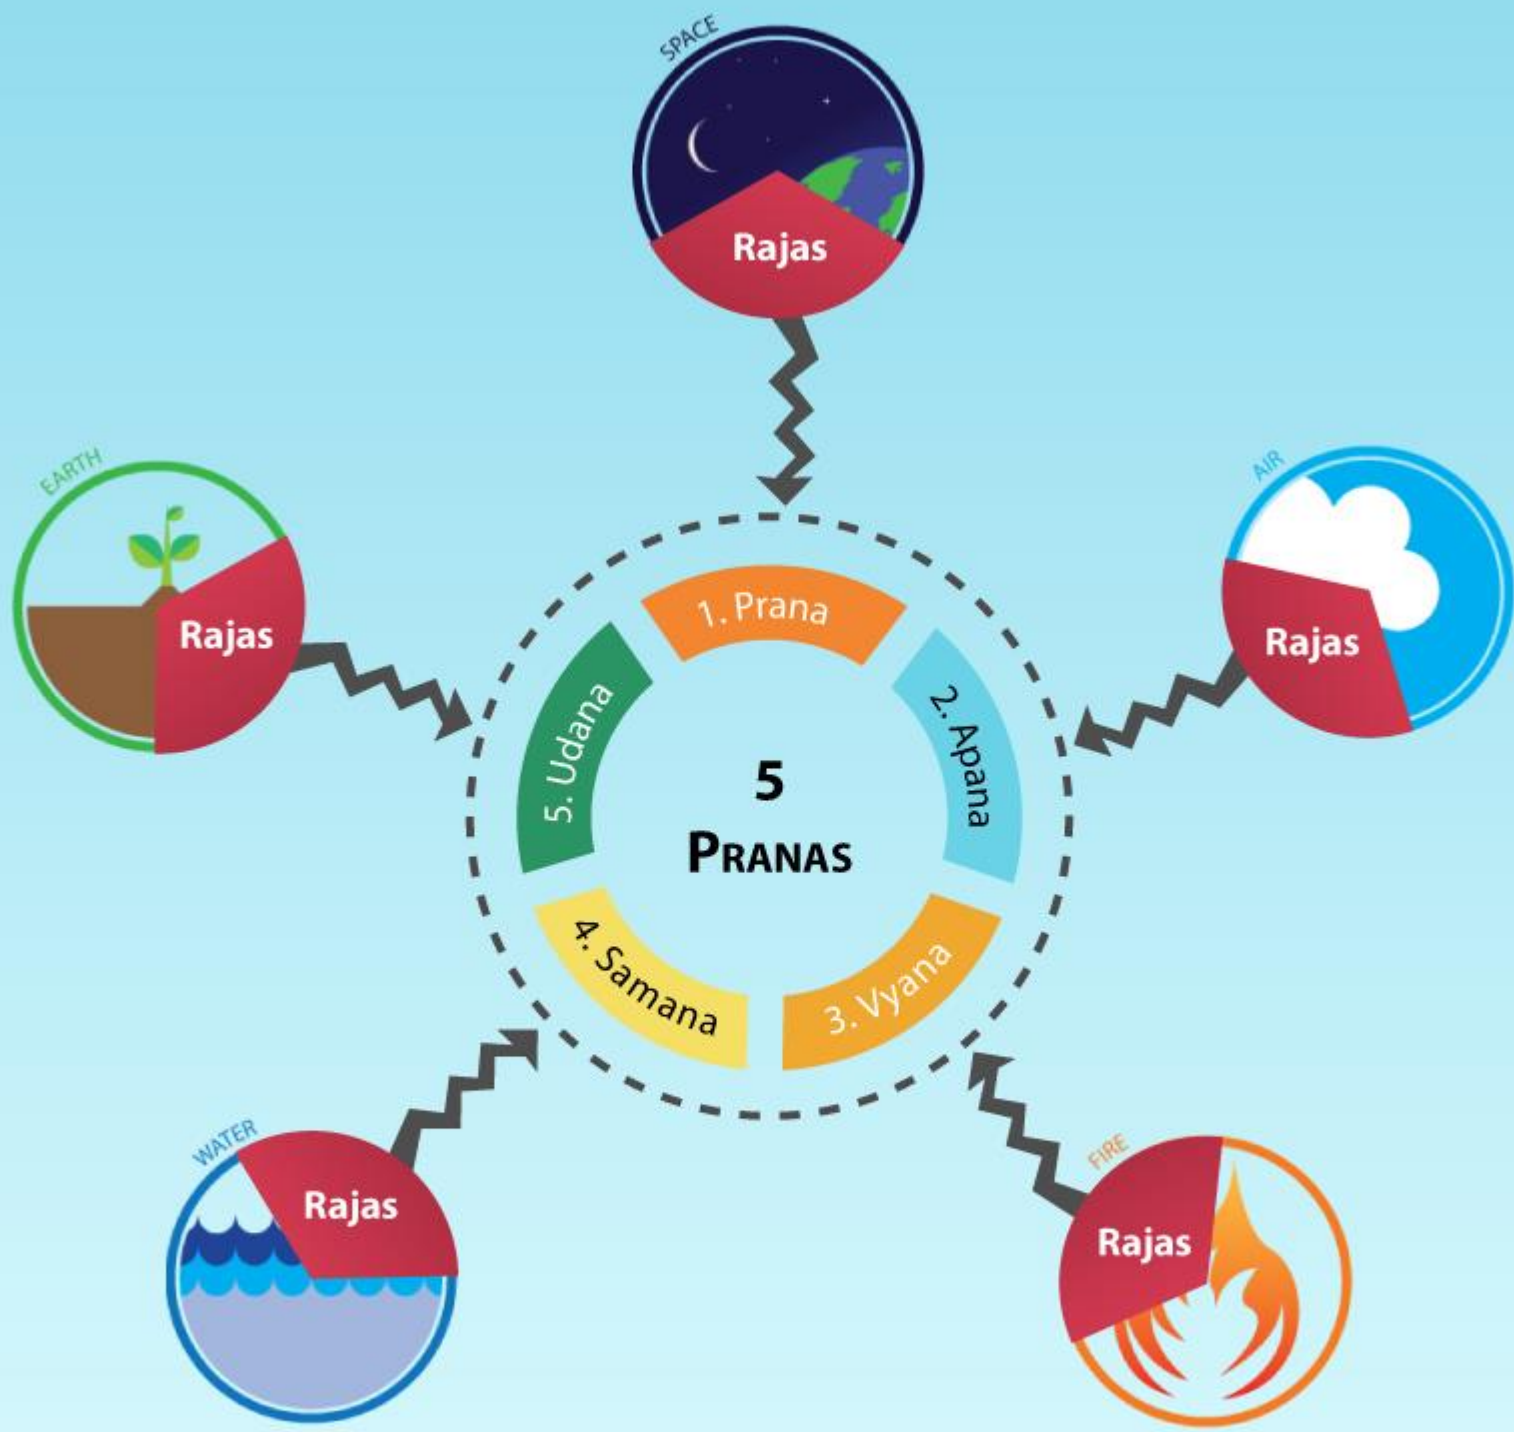 SPACE
Rajas
EARTH
Rajas
AIR
Rajas
1. Prana
2. Apana
3. Vyana
4. Samana
5. Udana
5
PRANAS
WATER
Rajas
FIRE
Rajas